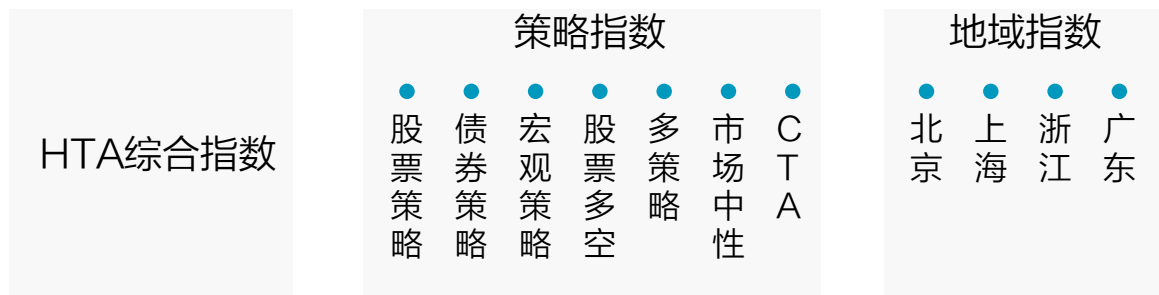 HTA综合指数
策略指数
股票策略
债券策略
宏观策略
股票多空
多策略
市场中性
CTA
地域指数
北京
上海
浙江
广东